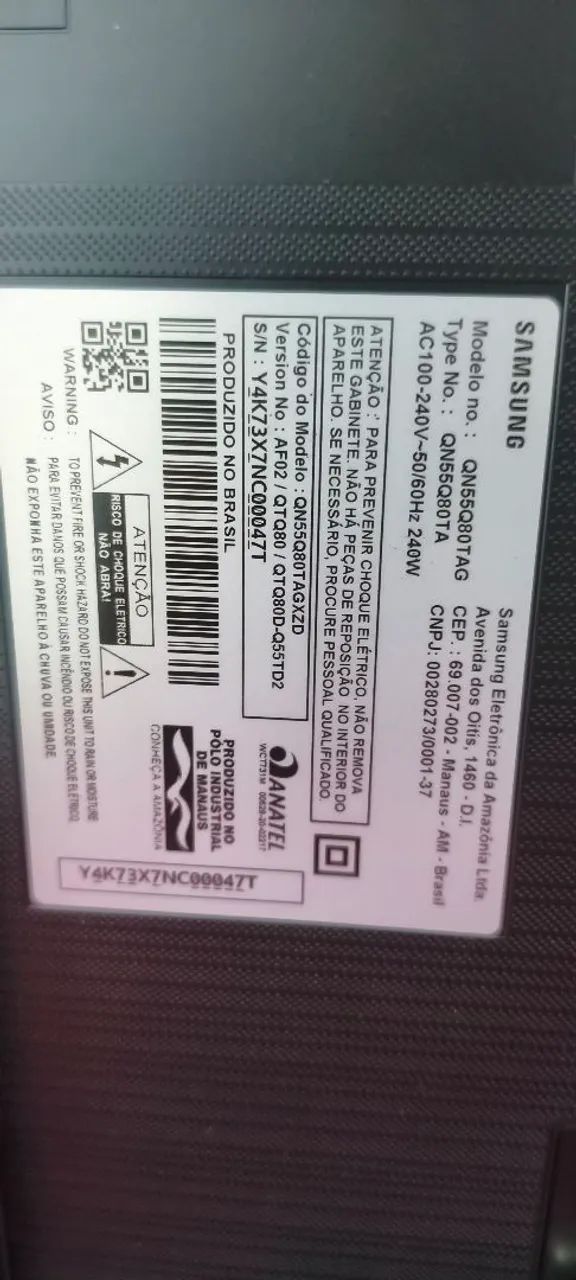 SAMSUNG
Modelo no.: QN55Q80TAG
Type No.: QN55Q80TA
AC100-240V~50/60Hz 240W
Samsung Eletrônica da Amazônia Ltda.
Avenida dos Oitis, 1460 - D.I.
CEP.: 69.007-002 - Manaus - AM - Brasil
CNPJ: 00280273/0001-37
ATENÇÃO: PARA PREVENIR CHOQUE ELÉTRICO, NÃO REMOVA
ESTE GABINETE. NÃO HÁ PEÇAS DE REPOSIÇÃO NO INTERIOR DO
APARELHO. SE NECESSÁRIO, PROCURE PESSOAL QUALIFICADO.
Código do Modelo: QN55Q80TAGXZD
Version No: AF02 / QTQ80 / QTQ80D-Q55TD2
S/N: Y4K73X7NC00047T
ANATEL
WCT731M 00629-20-02217
PRODUZIDO NO BRASIL
PRODUZIDO NO
PÓLO INDUSTRIAL
DE MANAUS
CONHEÇA A AMAZÔNIA
ATENÇÃO
RISCO DE CHOQUE ELETRICO
NÃO ABRA!
WARNING: TO PREVENT FIRE OR SHOCK HAZARD DO NOT EXPOSE THIS UNIT TO RAIN OR MOISTURE
AVISO: PARA EVITAR DANOS QUE POSSAM CAUSAR INCÊNDIO OU RISCO DE CHOQUE ELÉTRICO,
NÃO EXPONHA ESTE APARELHO À CHUVA OU UMIDADE.
Y4K73X7NC00047T